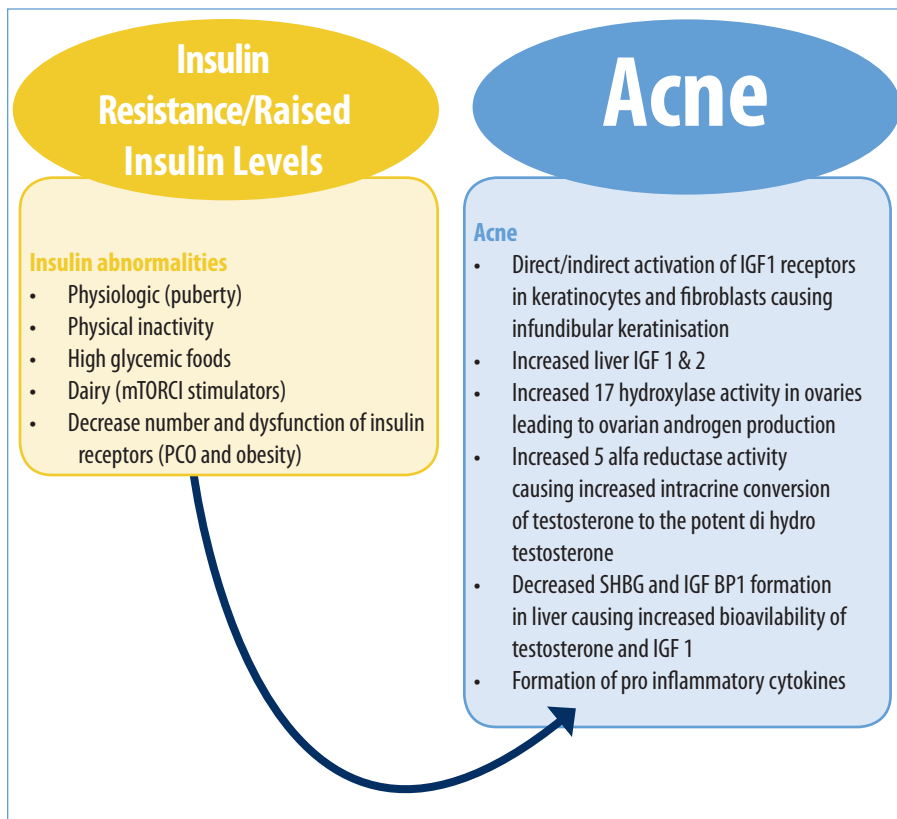 Insulin
Resistance/Raised
Insulin Levels
Insulin abnormalities
• Physiologic (puberty)
• Physical inactivity
• High glycemic foods
• Dairy (mTORCI stimulators)
• Decrease number and dysfunction of insulin
receptors (PCO and obesity)
Acne
Acne
• Direct/indirect activation of IGF1 receptors
in keratinocytes and fibroblasts causing
infundibular keratinisation
• Increased liver IGF 1 & 2
• Increased 17 hydroxylase activity in ovaries
leading to ovarian androgen production
• Increased 5 alfa reductase activity
causing increased intracrine conversion
of testosterone to the potent di hydro
testosterone
• Decreased SHBG and IGF BP1 formation
in liver causing increased bioavilability of
testosterone and IGF 1
• Formation of pro inflammatory cytokines